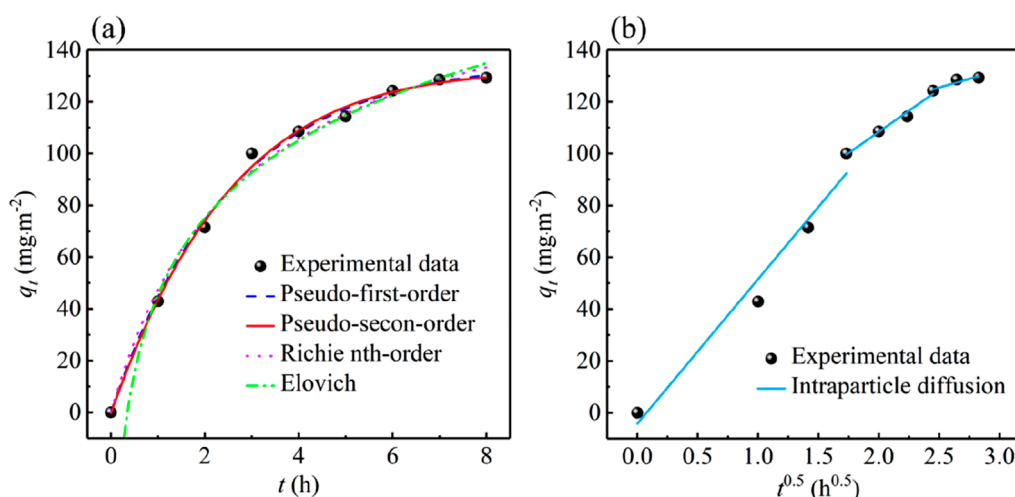 (a)
140
120
100
80
60
40
20
0
qt (mg·m-2)
Experimental data
Pseudo-first-order
Pseudo-secon-order
Richie nth-order
Elovich
0 2 4 6 8
t (h)
(b)
140
120
100
80
60
40
20
0
qt (mg·m-2)
Experimental data
Intraparticle diffusion
0.0 0.5 1.0 1.5 2.0 2.5 3.0
t0.5 (h0.5)